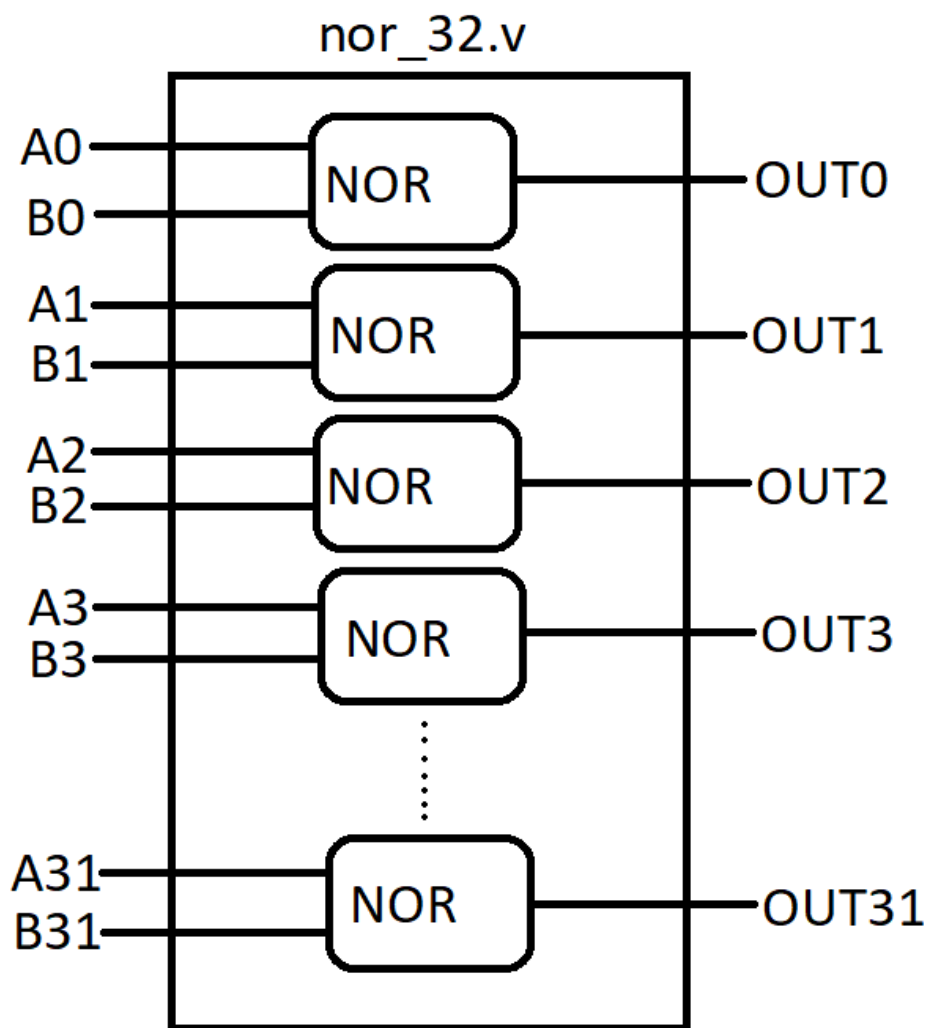 nor_32.v
A0
NOR
OUT0
B0
A1
NOR
OUT1
B1
A2
NOR
OUT2
B2
A3
NOR
OUT3
B3
A31
NOR
OUT31
B31